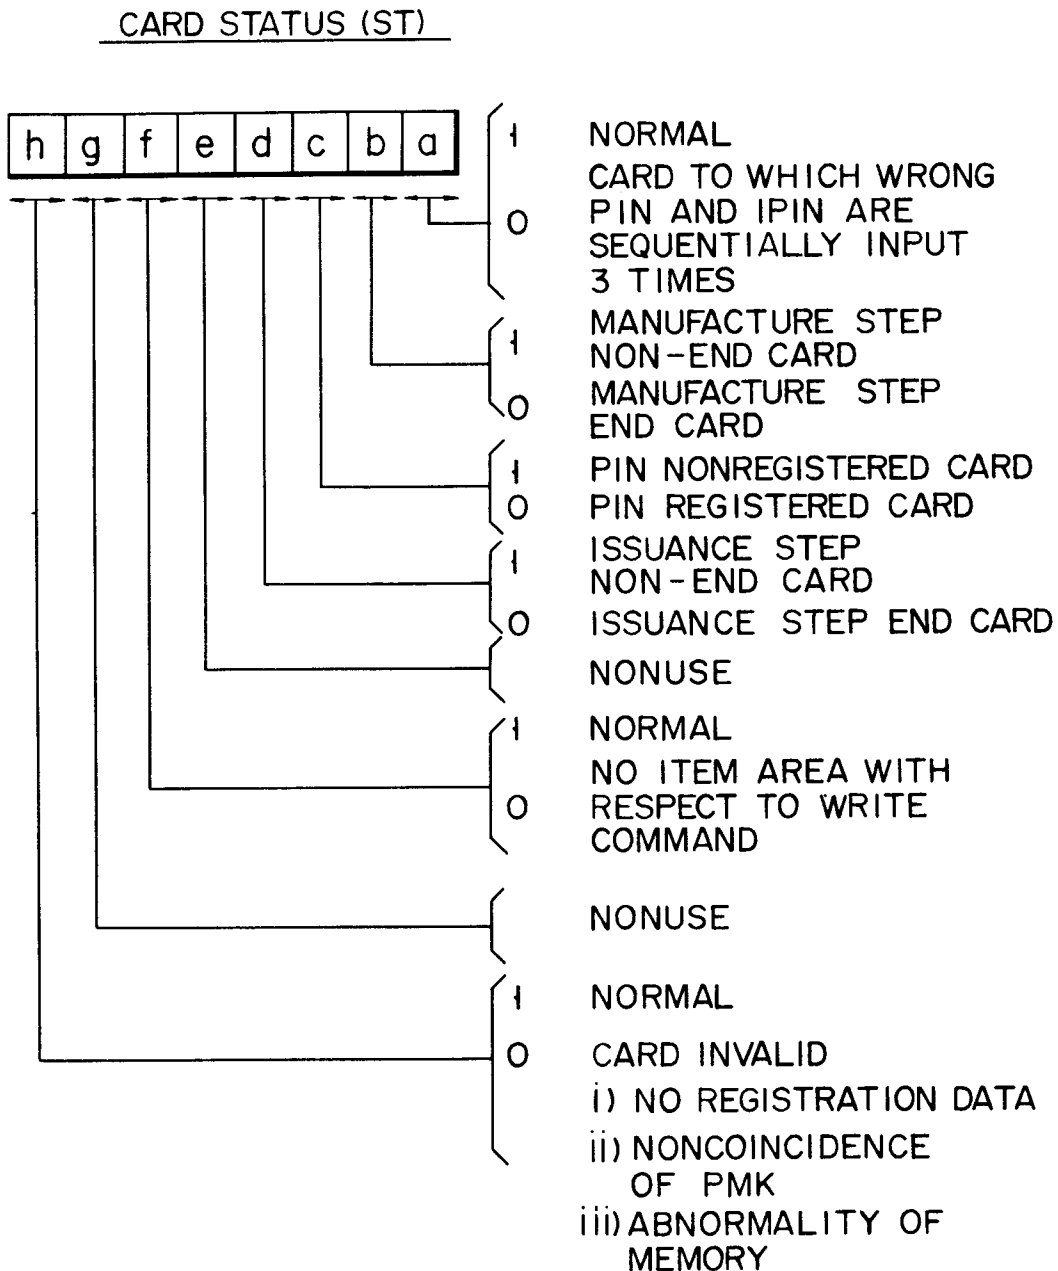 CARD STATUS (ST)
h g f e d c b a
1 NORMAL
CARD TO WHICH WRONG
0 PIN AND IPIN ARE
SEQUENTIALLY INPUT
3 TIMES
MANUFACTURE STEP
1 NON-END CARD
0 MANUFACTURE STEP
END CARD
1 PIN NONREGISTERED CARD
0 PIN REGISTERED CARD
1 ISSUANCE STEP
NON-END CARD
0 ISSUANCE STEP END CARD
NONUSE
1 NORMAL
NO ITEM AREA WITH
0 RESPECT TO WRITE
COMMAND
NONUSE
1 NORMAL
0 CARD INVALID
i) NO REGISTRATION DATA
ii) NONCOINCIDENCE
OF PMK
iii) ABNORMALITY OF
MEMORY